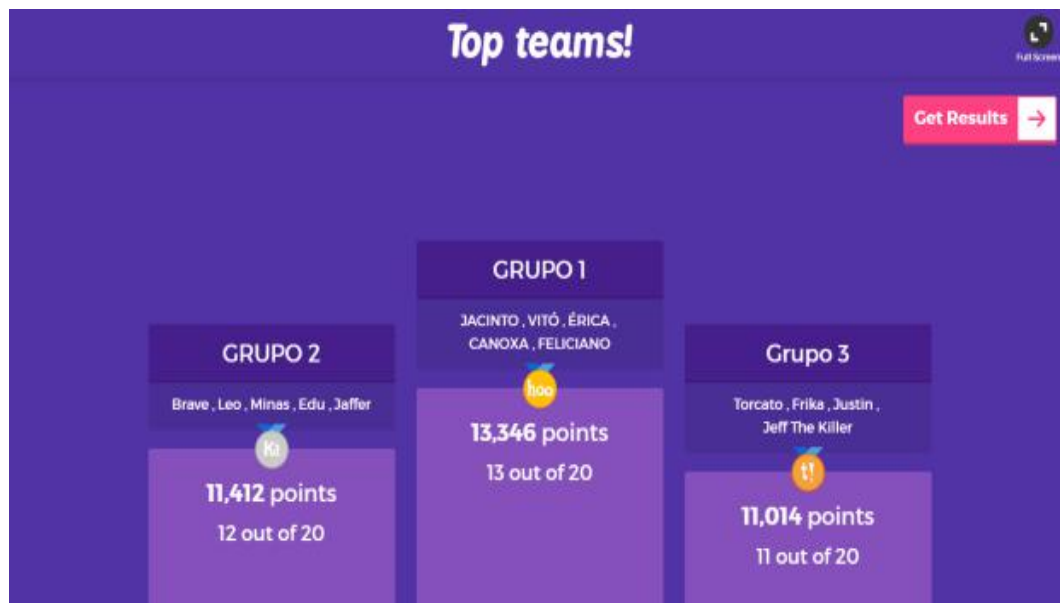 Top teams!
Full Screen
Get Results
GRUPO 1
JACINTO , VITÓ , ÉRICA ,
CANOXA , FELICIANO
hoo
13,346 points
13 out of 20
GRUPO 2
Brave , Leo , Minas , Edu , Jaffer
Ka
11,412 points
12 out of 20
Grupo 3
Torcato , Frika , Justin ,
Jeff The Killer
t!
11,014 points
11 out of 20